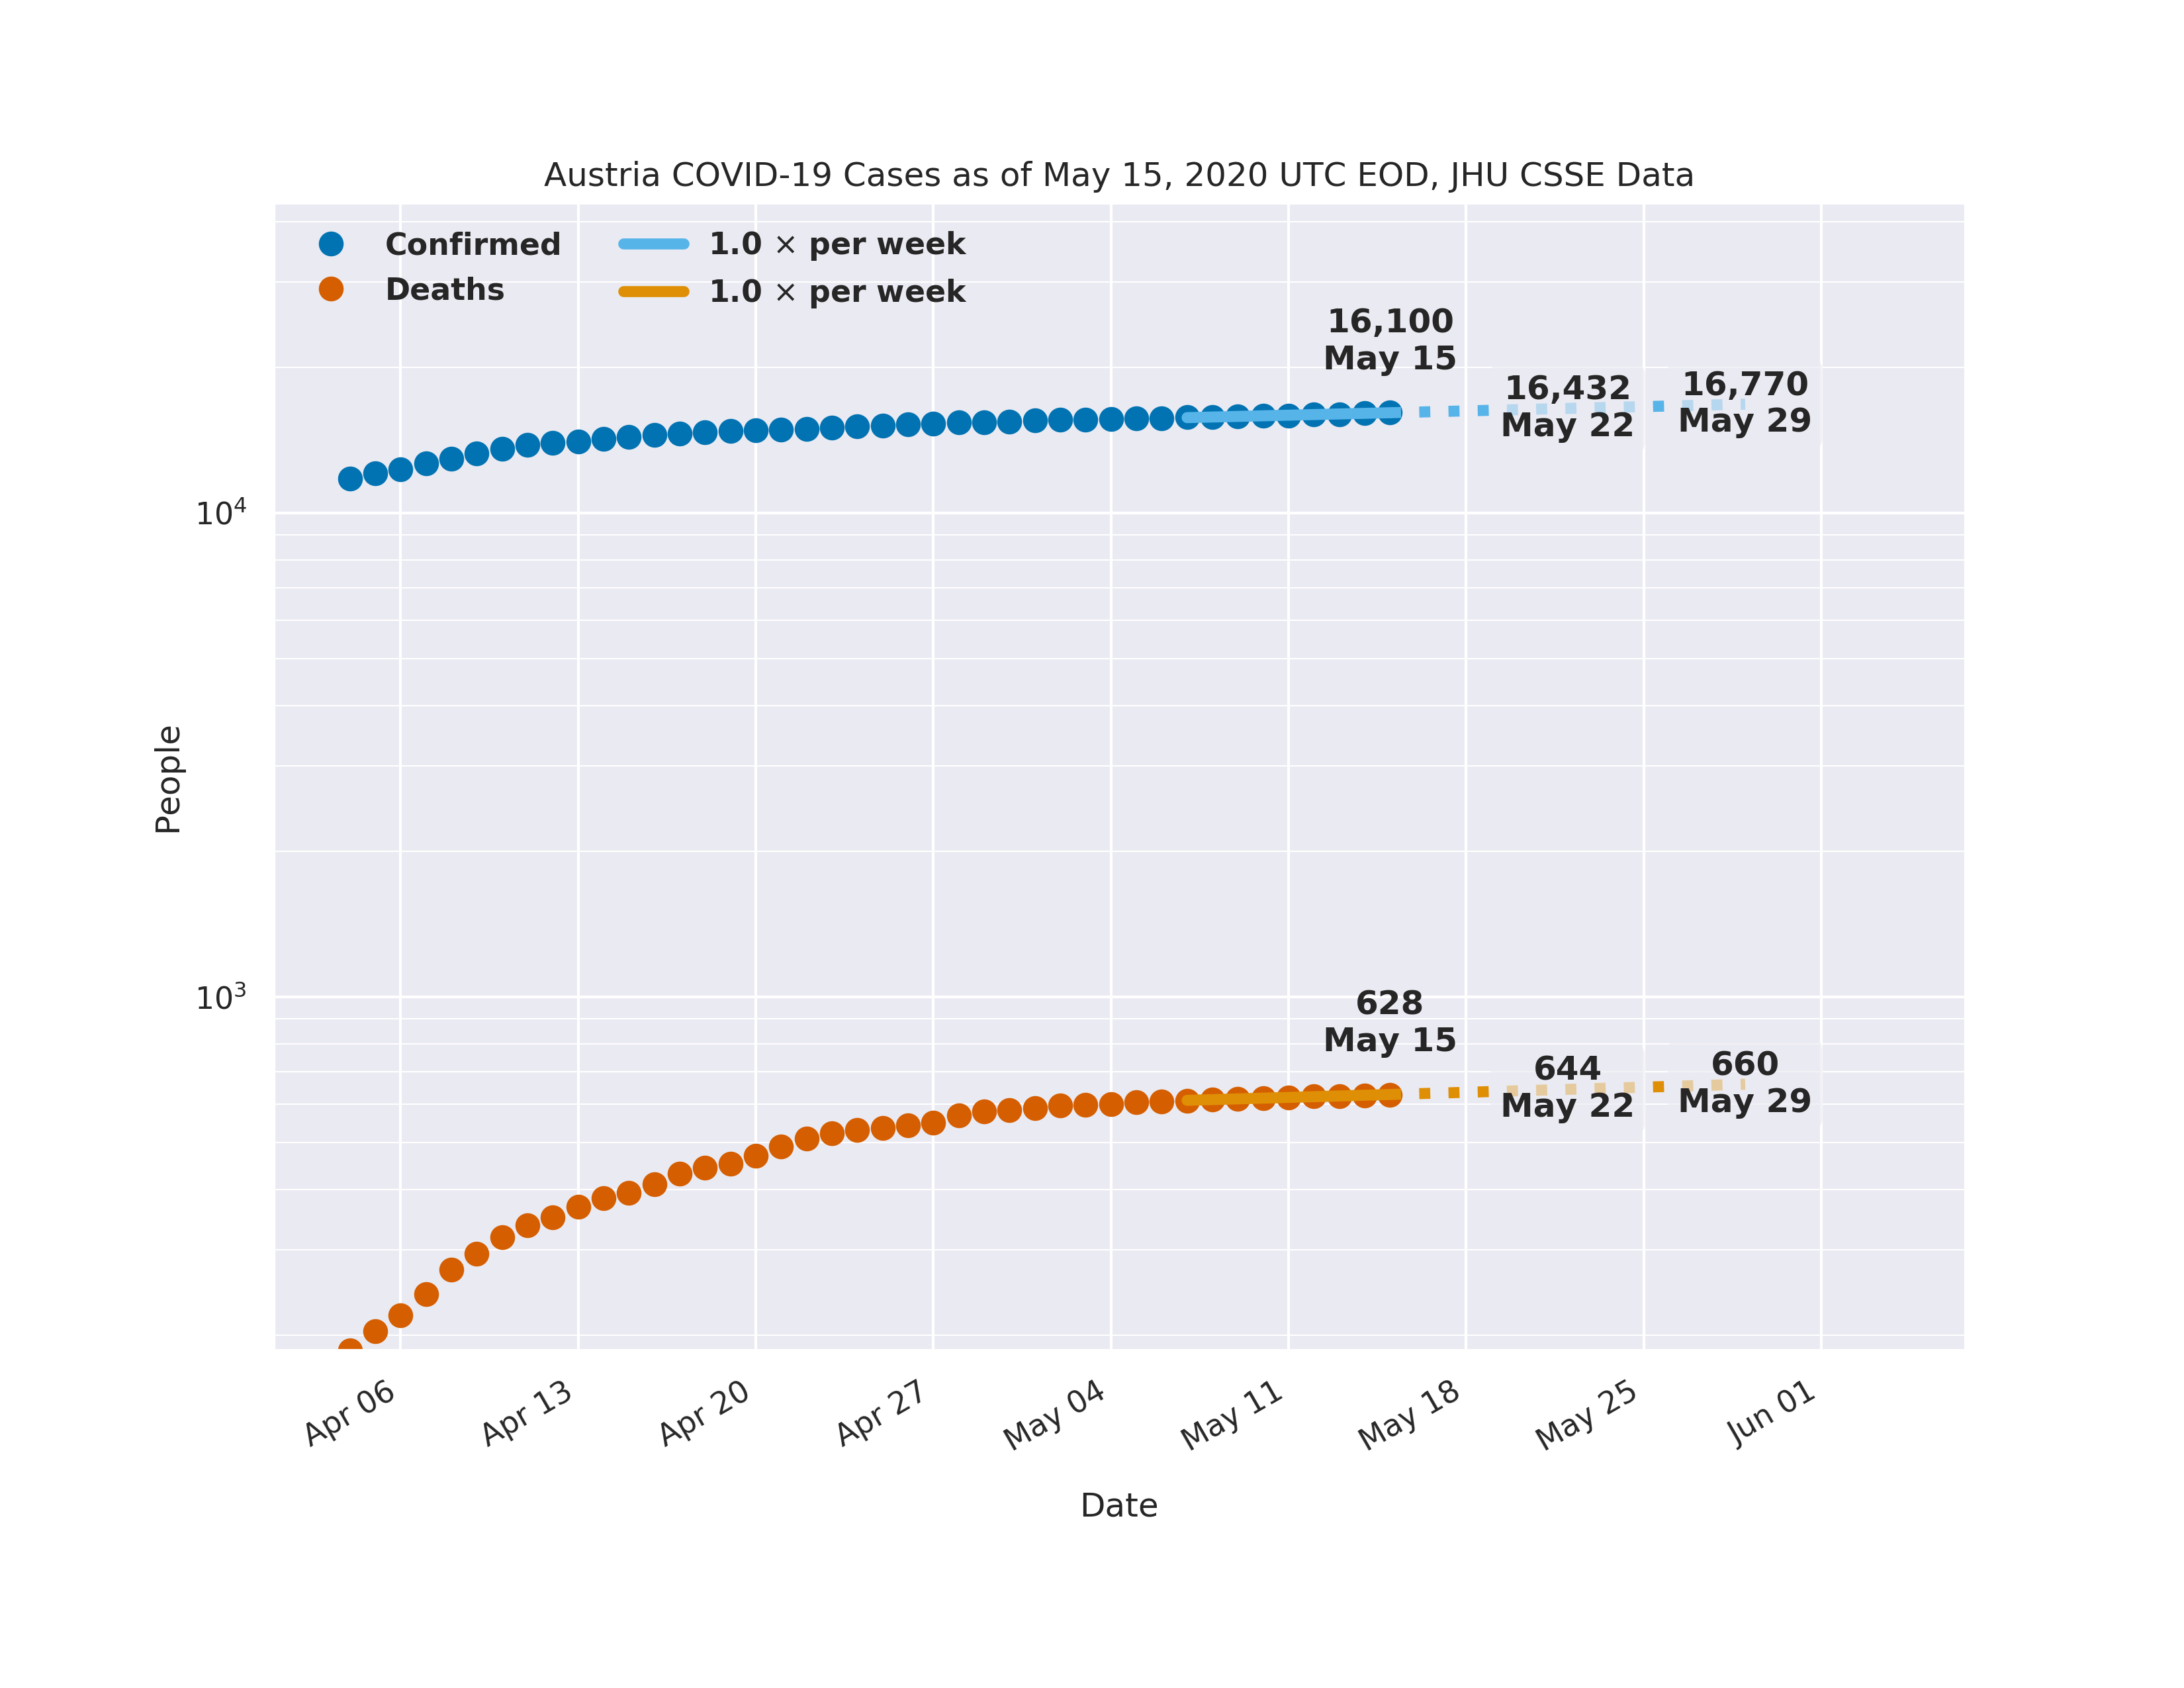 Austria COVID-19 Cases as of May 15, 2020 UTC EOD, JHU CSSE Data
Confirmed
Deaths
1.0 × per week
1.0 × per week
16,100
May 15
16,432
May 22
16,770
May 29
10⁴
People
10³
628
May 15
644
May 22
660
May 29
Apr 06
Apr 13
Apr 20
Apr 27
May 04
May 11
May 18
May 25
Jun 01
Date